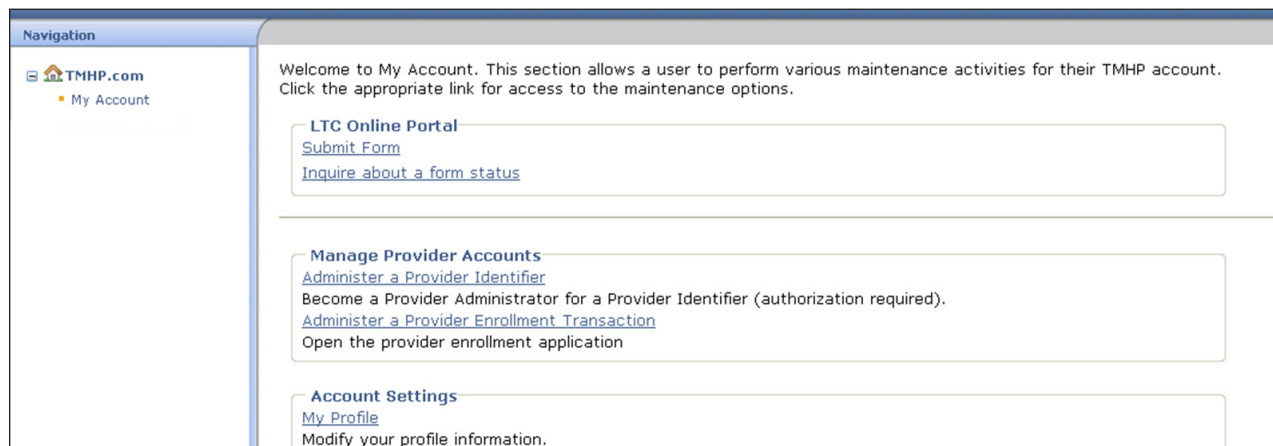 Navigation
TMHP.com
My Account
Welcome to My Account. This section allows a user to perform various maintenance activities for their TMHP account.
Click the appropriate link for access to the maintenance options.
LTC Online Portal
Submit Form
Inquire about a form status
Manage Provider Accounts
Administer a Provider Identifier
Become a Provider Administrator for a Provider Identifier (authorization required).
Administer a Provider Enrollment Transaction
Open the provider enrollment application
Account Settings
My Profile
Modify your profile information.